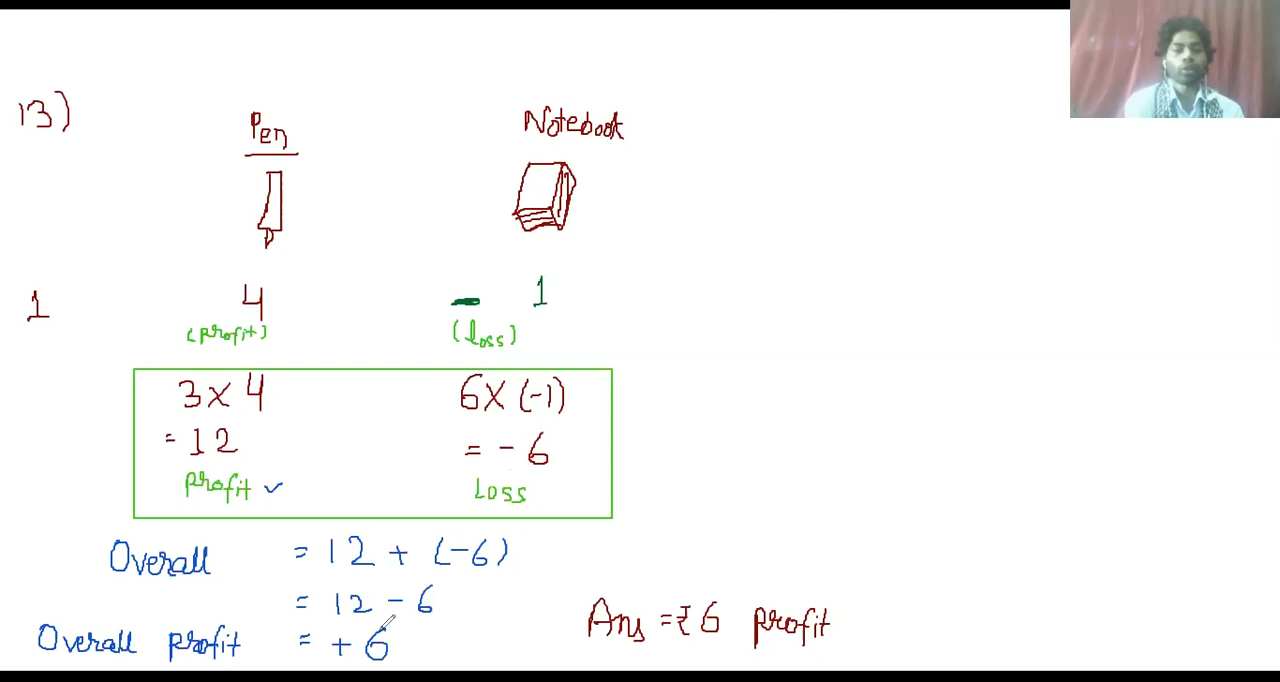 13)
Pen Notebook
1 4 - 1
(profit) (loss)
3 x 4 6 x (-1)
= 12 = - 6
Profit ✓ Loss
Overall = 12 + (-6)
= 12 - 6
Overall profit = + 6
Ans = ₹ 6 profit